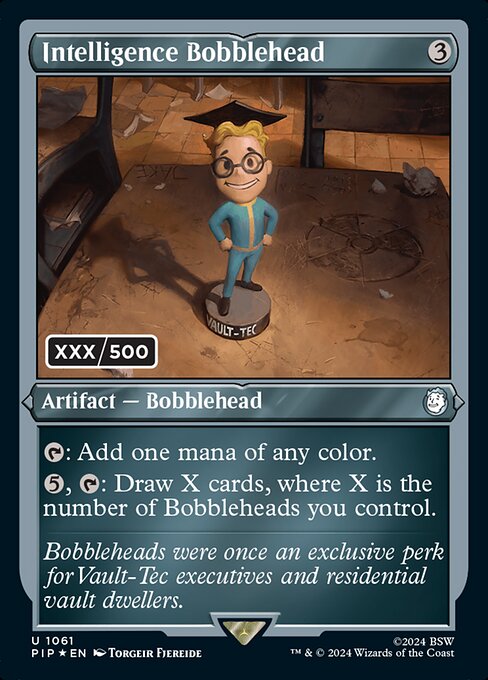 Intelligence Bobblehead 3
VAULT-TEC
XXX/500
Artifact — Bobblehead
: Add one mana of any color.
5, : Draw X cards, where X is the
number of Bobbleheads you control.
Bobbleheads were once an exclusive perk
for Vault-Tec executives and residential
vault dwellers.
U 1061
PIP EN Torgeir Fjereide
©2024 BSW
™ & © 2024 Wizards of the Coast